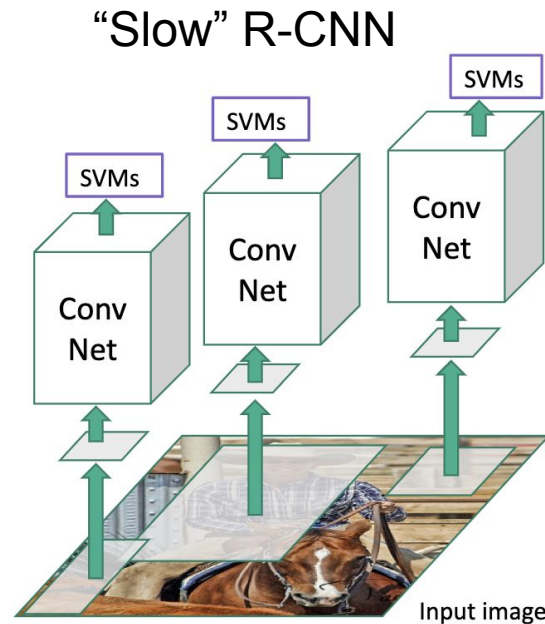 “Slow” R-CNN
SVMs
SVMs
SVMs
Conv
Net
Conv
Net
Conv
Net
Input image